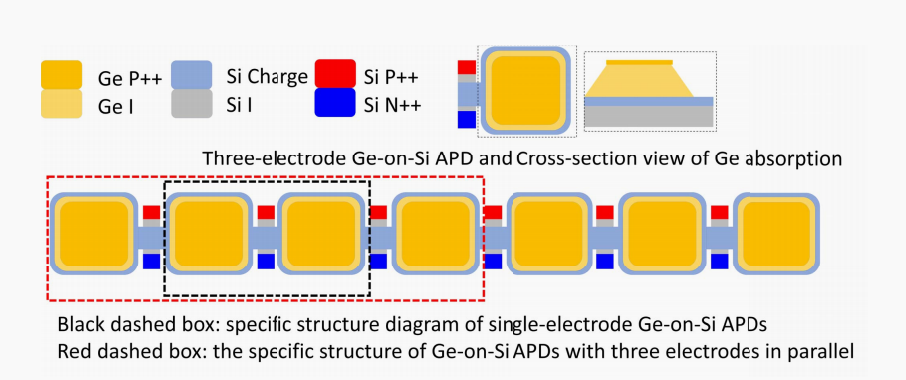 Ge P++ Si Charge Si P++
Ge I Si I Si N++
Three-electrode Ge-on-Si APD and Cross-section view of Ge absorption
Black dashed box: specific structure diagram of single-electrode Ge-on-Si APDs
Red dashed box: the specific structure of Ge-on-Si APDs with three electrodes in parallel